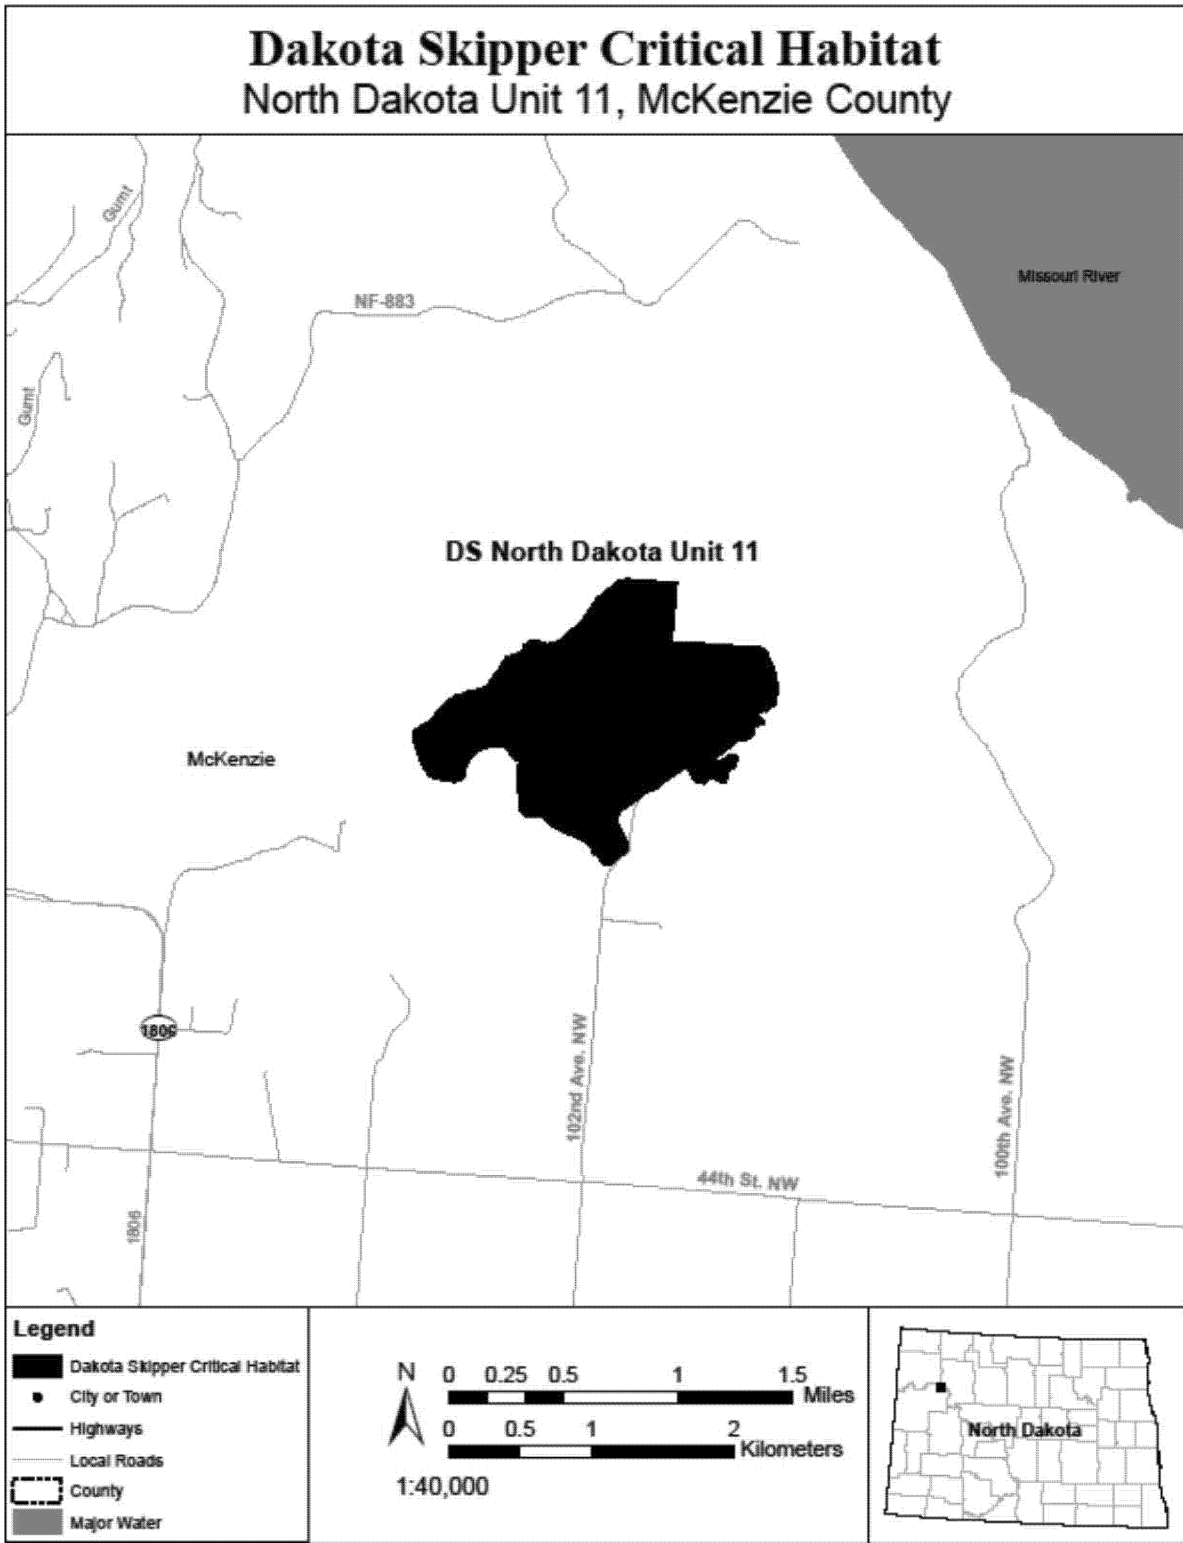 Dakota Skipper Critical Habitat
North Dakota Unit 11, McKenzie County
Gumt
Missouri River
NF-883
Gumt
DS North Dakota Unit 11
McKenzie
1806
102nd Ave. NW
100th Ave. NW
44th St. NW
1806
Legend
Dakota Skipper Critical Habitat
City or Town
Highways
Local Roads
County
Major Water
N
0 0.25 0.5 1 1.5
Miles
0 0.5 1 2
Kilometers
1:40,000
North Dakota